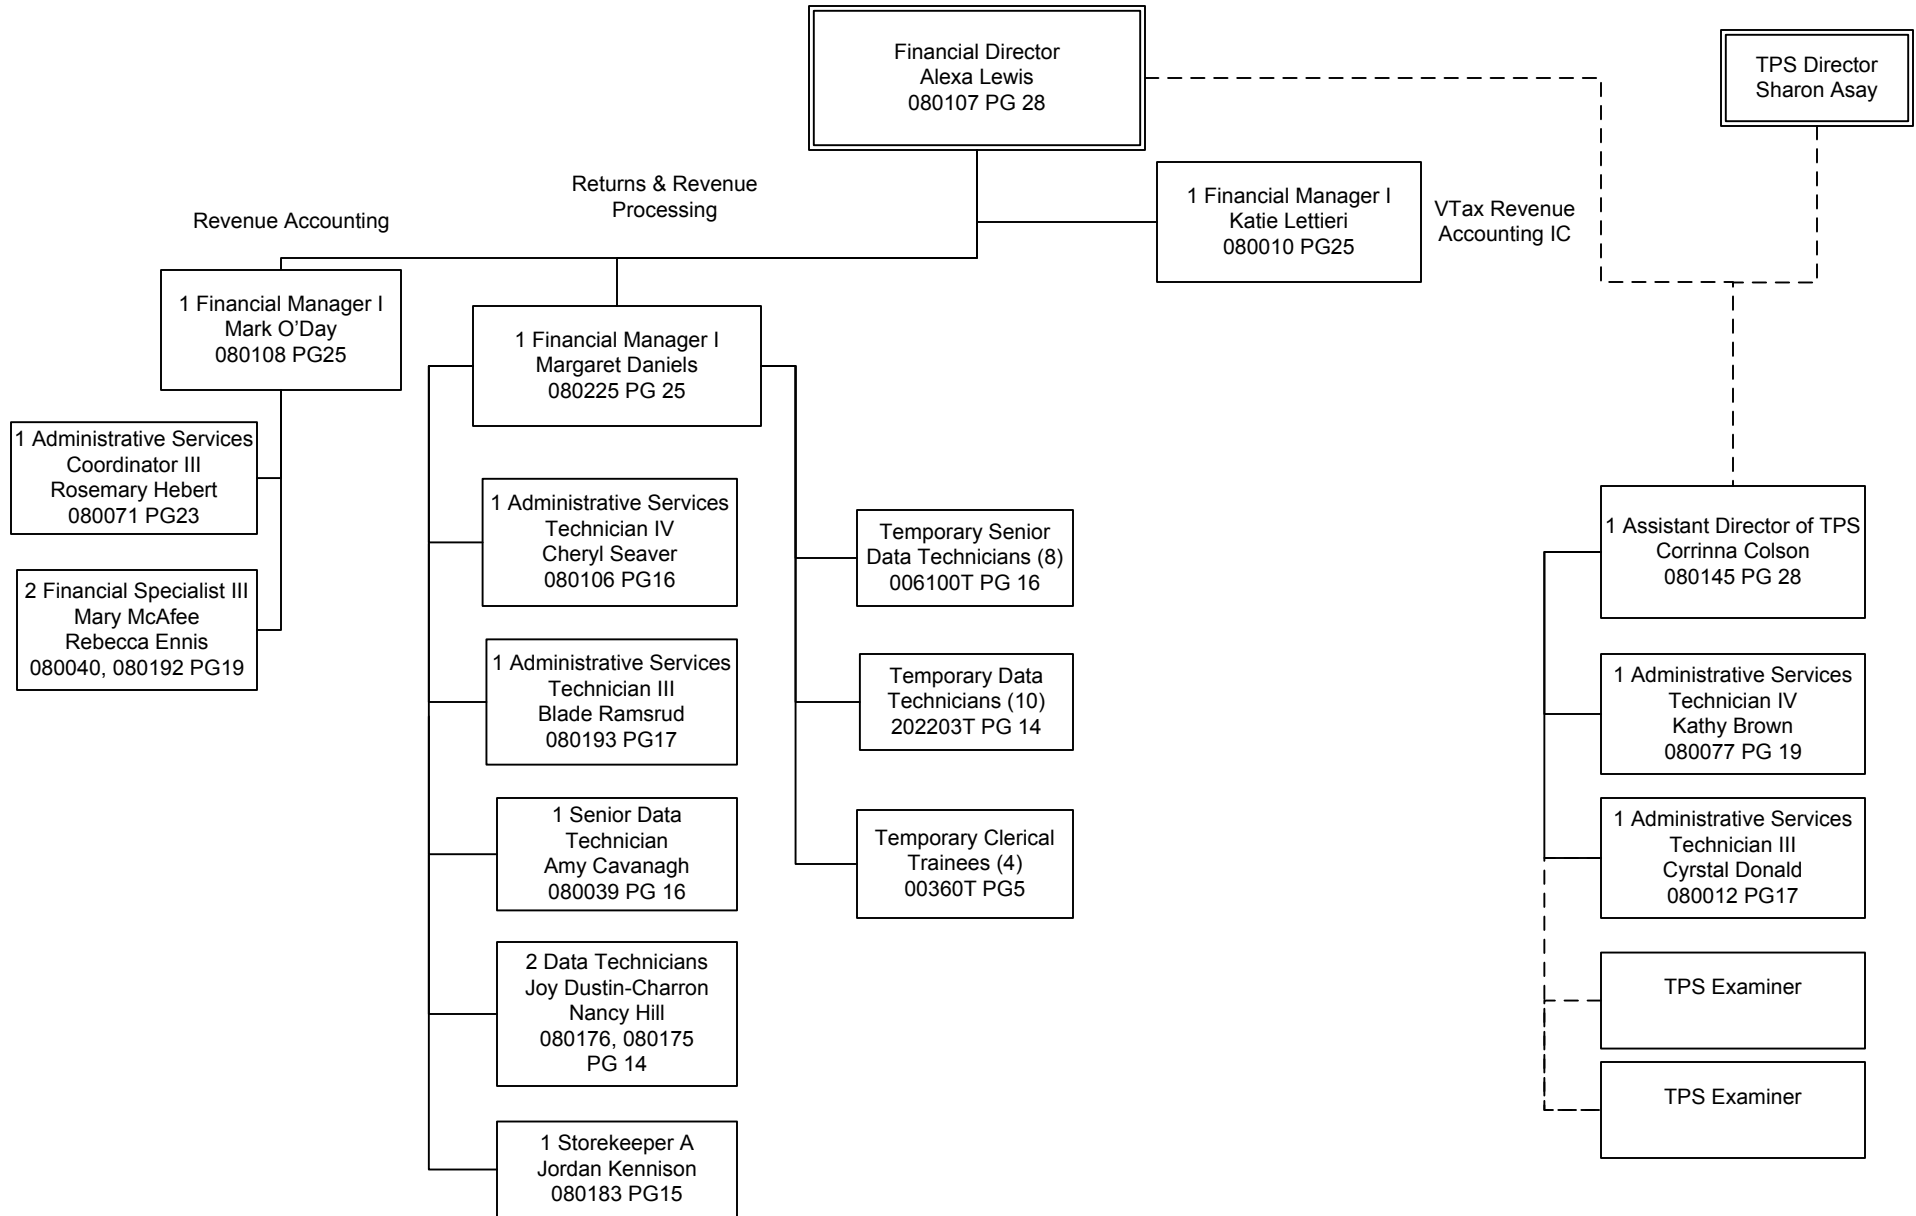 Financial Director
Alexa Lewis
080107 PG 28
TPS Director
Sharon Asay
Returns & Revenue
Processing
Revenue Accounting
1 Financial Manager I
Katie Lettieri
080010 PG25
VTax Revenue
Accounting IC
1 Financial Manager I
Mark O’Day
080108 PG25
1 Financial Manager I
Margaret Daniels
080225 PG 25
1 Administrative Services
Coordinator III
Rosemary Hebert
080071 PG23
2 Financial Specialist III
Mary McAfee
Rebecca Ennis
080040, 080192 PG19
1 Administrative Services
Technician IV
Cheryl Seaver
080106 PG16
1 Administrative Services
Technician III
Blade Ramsrud
080193 PG17
1 Senior Data
Technician
Amy Cavanagh
080039 PG 16
2 Data Technicians
Joy Dustin-Charron
Nancy Hill
080176, 080175
PG 14
1 Storekeeper A
Jordan Kennison
080183 PG15
Temporary Senior
Data Technicians (8)
006100T PG 16
Temporary Data
Technicians (10)
202203T PG 14
Temporary Clerical
Trainees (4)
00360T PG5
1 Assistant Director of TPS
Corrinna Colson
080145 PG 28
1 Administrative Services
Technician IV
Kathy Brown
080077 PG 19
1 Administrative Services
Technician III
Cyrstal Donald
080012 PG17
TPS Examiner
TPS Examiner